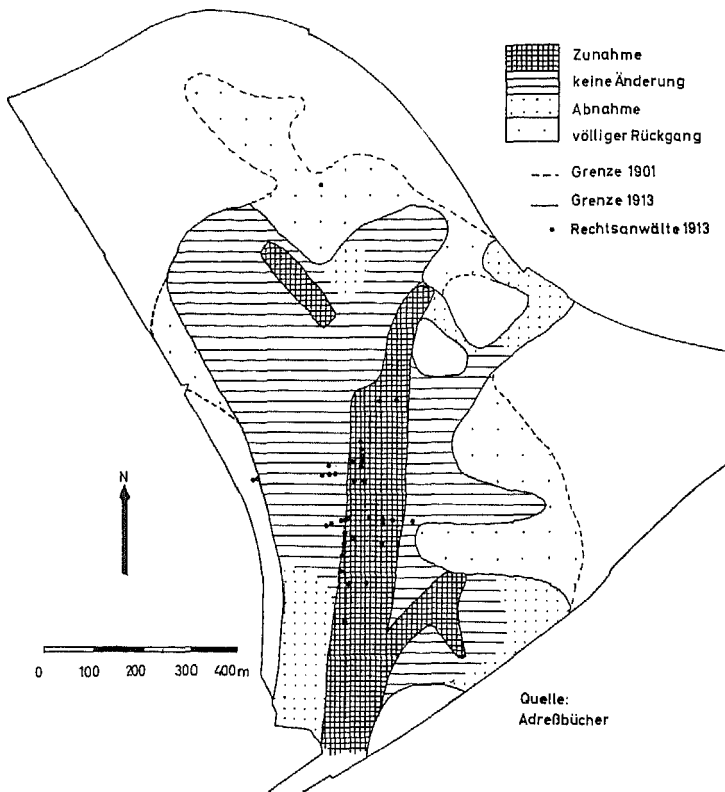 Zunahme
keine Änderung
Abnahme
völliger Rückgang
Grenze 1901
Grenze 1913
Rechtsanwälte 1913
N
0 100 200 300 400m
Quelle:
Adreßbücher